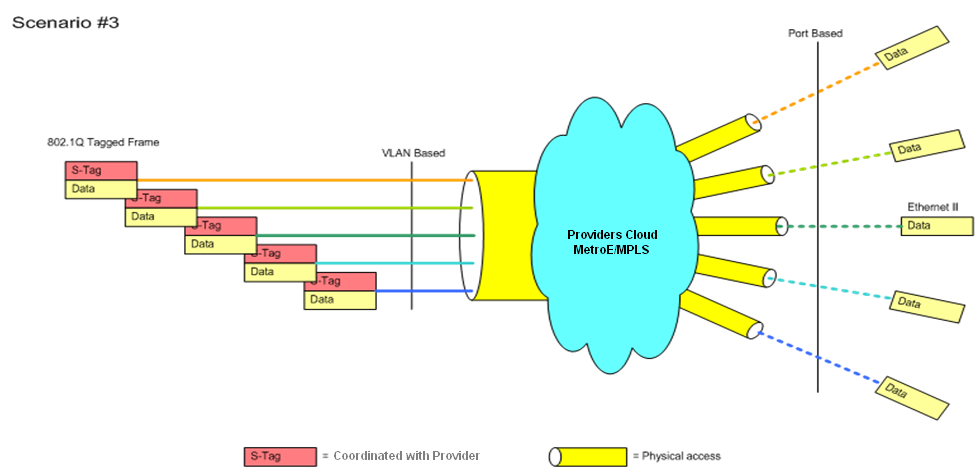 Scenario #3
Port Based
802.1Q Tagged Frame
VLAN Based
S-Tag
Data
S-Tag
Data
S-Tag
Data
S-Tag
Data
S-Tag
Data
Providers Cloud
MetroE/MPLS
Data
Data
Ethernet II
Data
Data
Data
S-Tag
= Coordinated with Provider
= Physical access